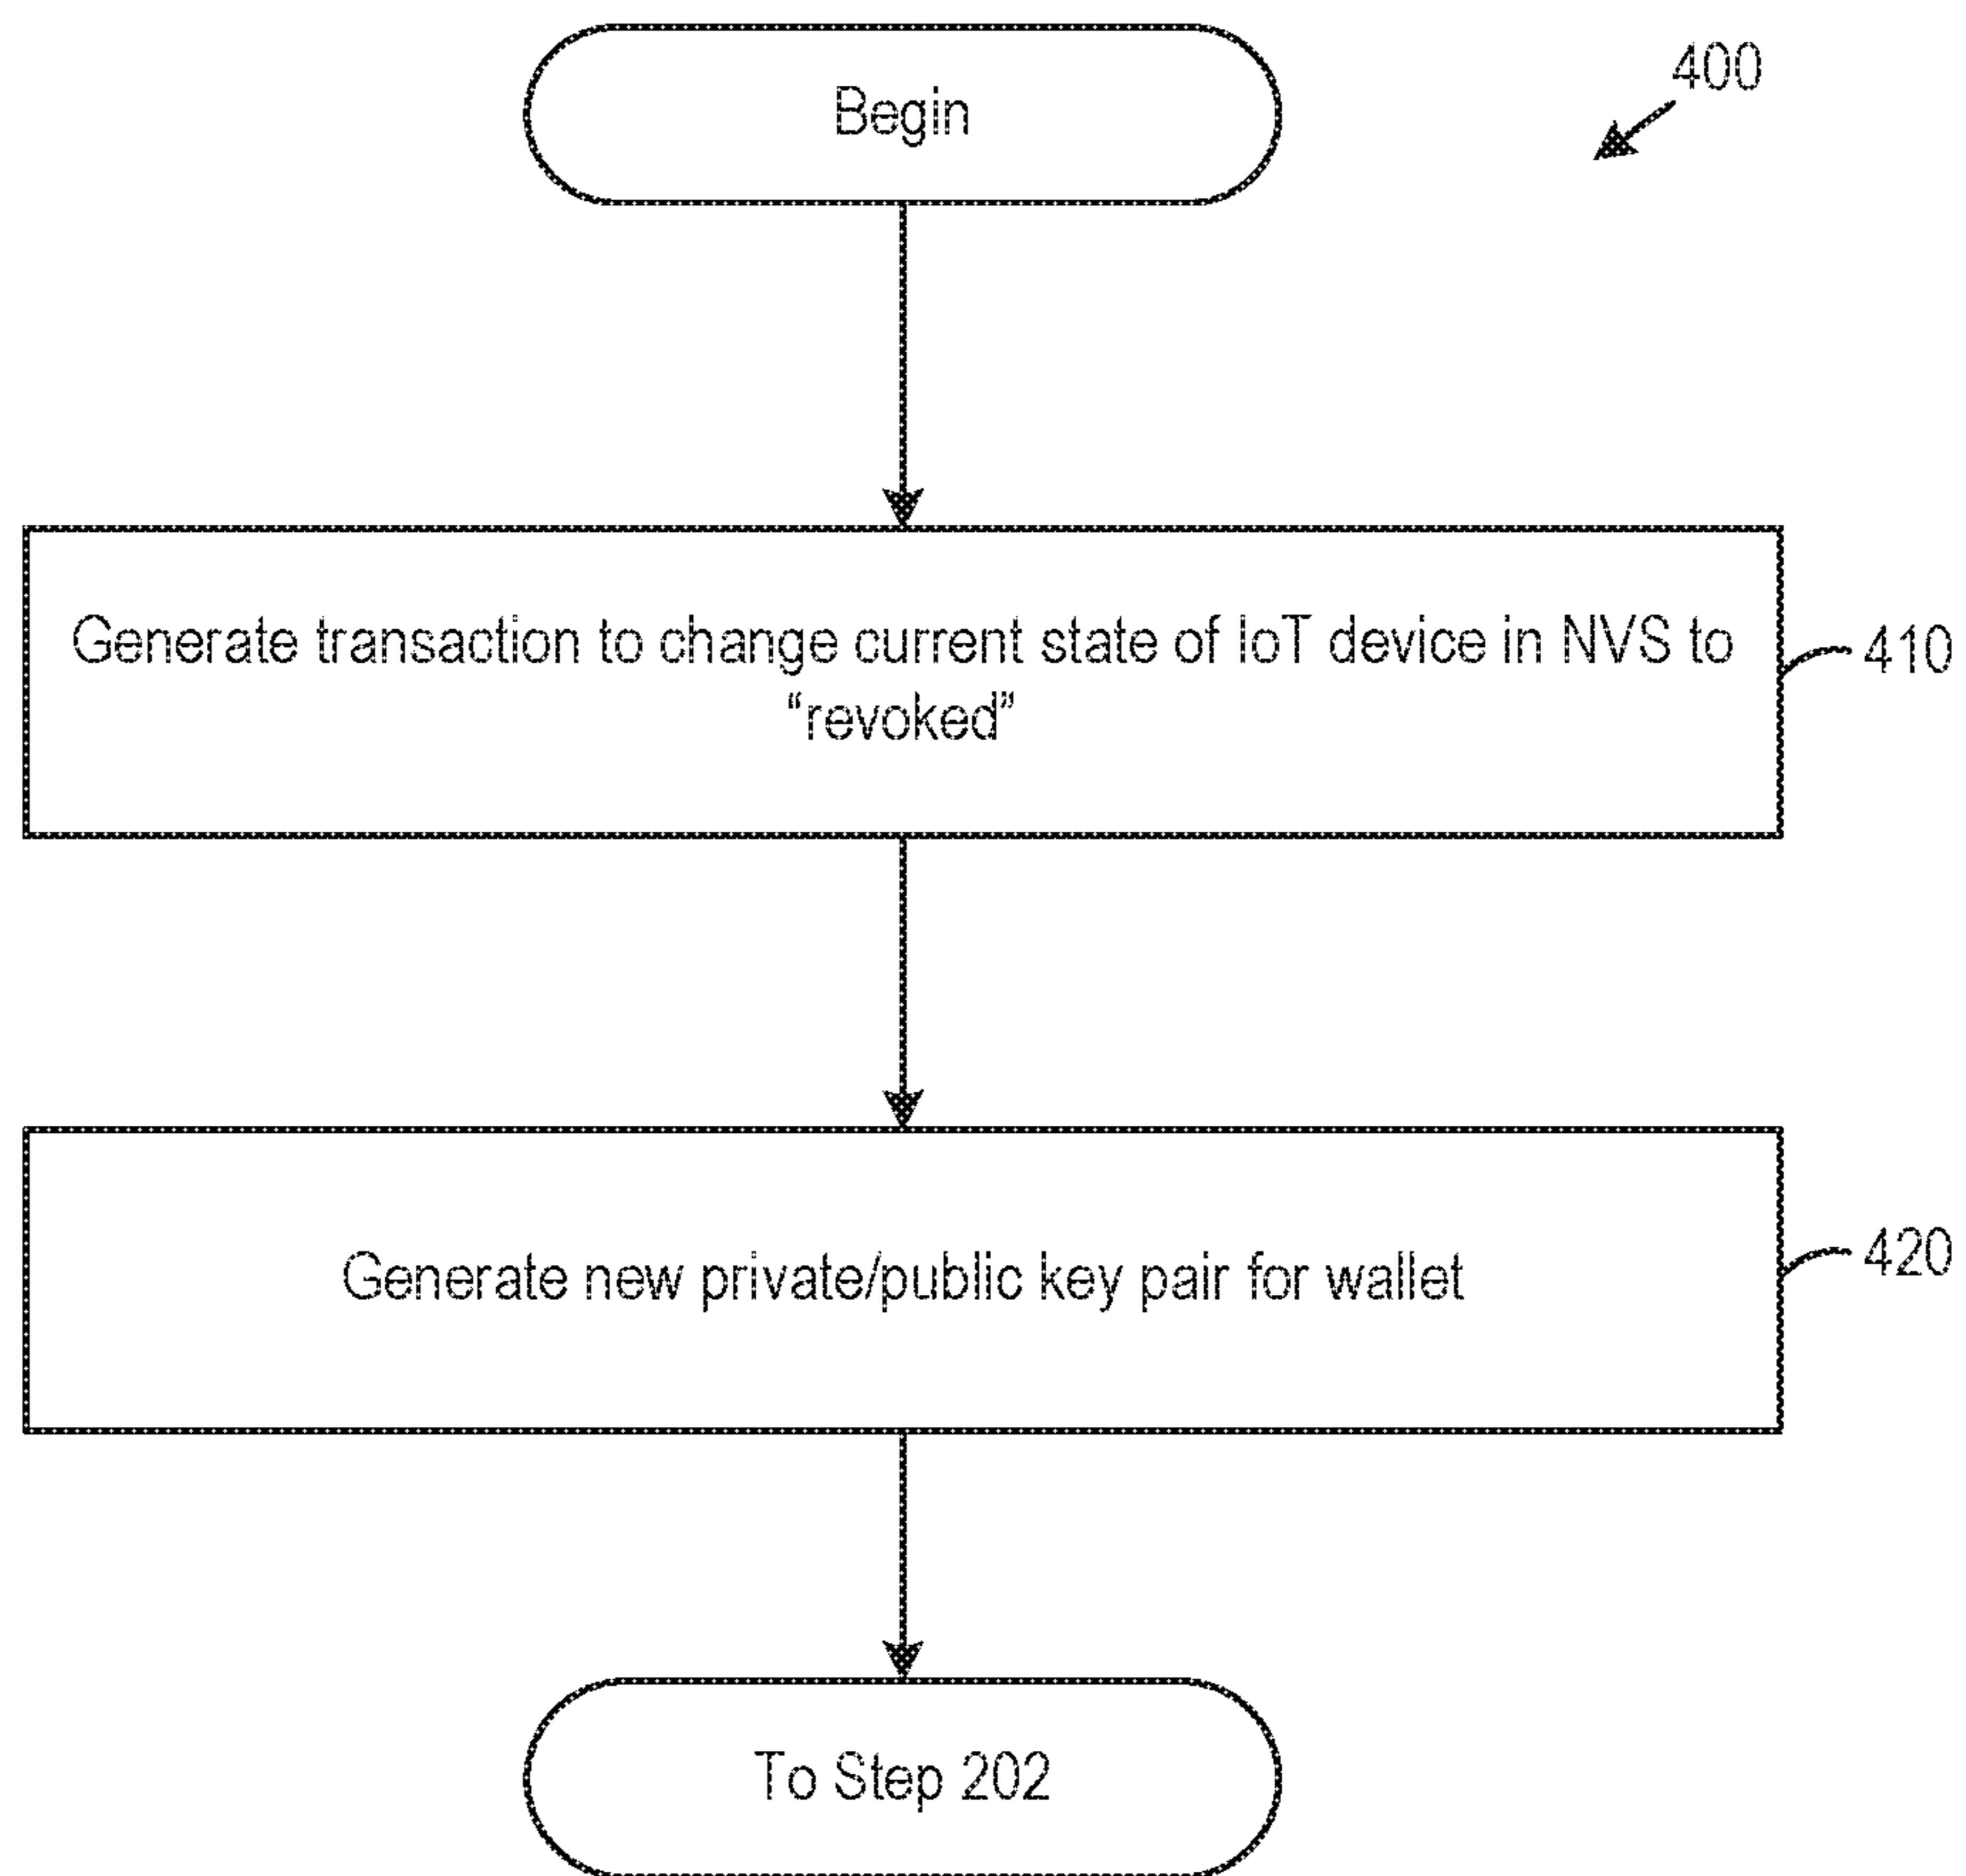 Begin
400
Generate transaction to change current state of IoT device in NVS to
“revoked”
410
Generate new private/public key pair for wallet
420
To Step 202